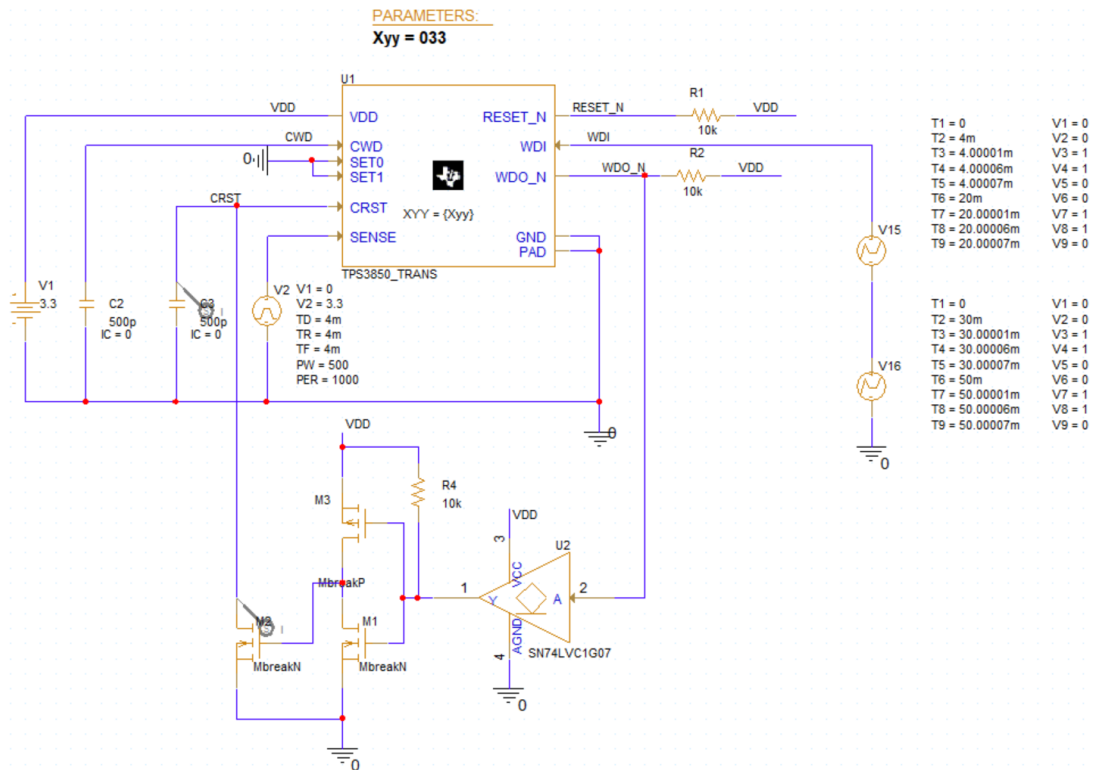 PARAMETERS:
Xyy = 033
U1
VDD
VDD
CWD
CWD
0
SET0
SET1
CRST
CRST
SENSE
XYY = {Xyy}
RESET_N
WDI
WDO_N
GND
PAD
TPS3850_TRANS
RESET_N
R1
10k
VDD
WDI
R2
WDO_N
10k
VDD
V1
3.3
C2
500p
IC = 0
C3
500p
IC = 0
I
V2
V1 = 0
V2 = 3.3
TD = 4m
TR = 4m
TF = 4m
PW = 500
PER = 1000
0
V15
T1 = 0 V1 = 0
T2 = 4m V2 = 0
T3 = 4.00001m V3 = 1
T4 = 4.00006m V4 = 1
T5 = 4.00007m V5 = 0
T6 = 20m V6 = 0
T7 = 20.00001m V7 = 1
T8 = 20.00006m V8 = 1
T9 = 20.00007m V9 = 0
V16
0
T1 = 0 V1 = 0
T2 = 30m V2 = 0
T3 = 30.00001m V3 = 1
T4 = 30.00006m V4 = 1
T5 = 30.00007m V5 = 0
T6 = 50m V6 = 0
T7 = 50.00001m V7 = 1
T8 = 50.00006m V8 = 1
T9 = 50.00007m V9 = 0
VDD
M3
R4
10k
MbreakP
M2
I
MbreakN
M1
MbreakN
VDD
3
U2
VCC
1
Y
A
2
AGND
4
SN74LVC1G07
0
0